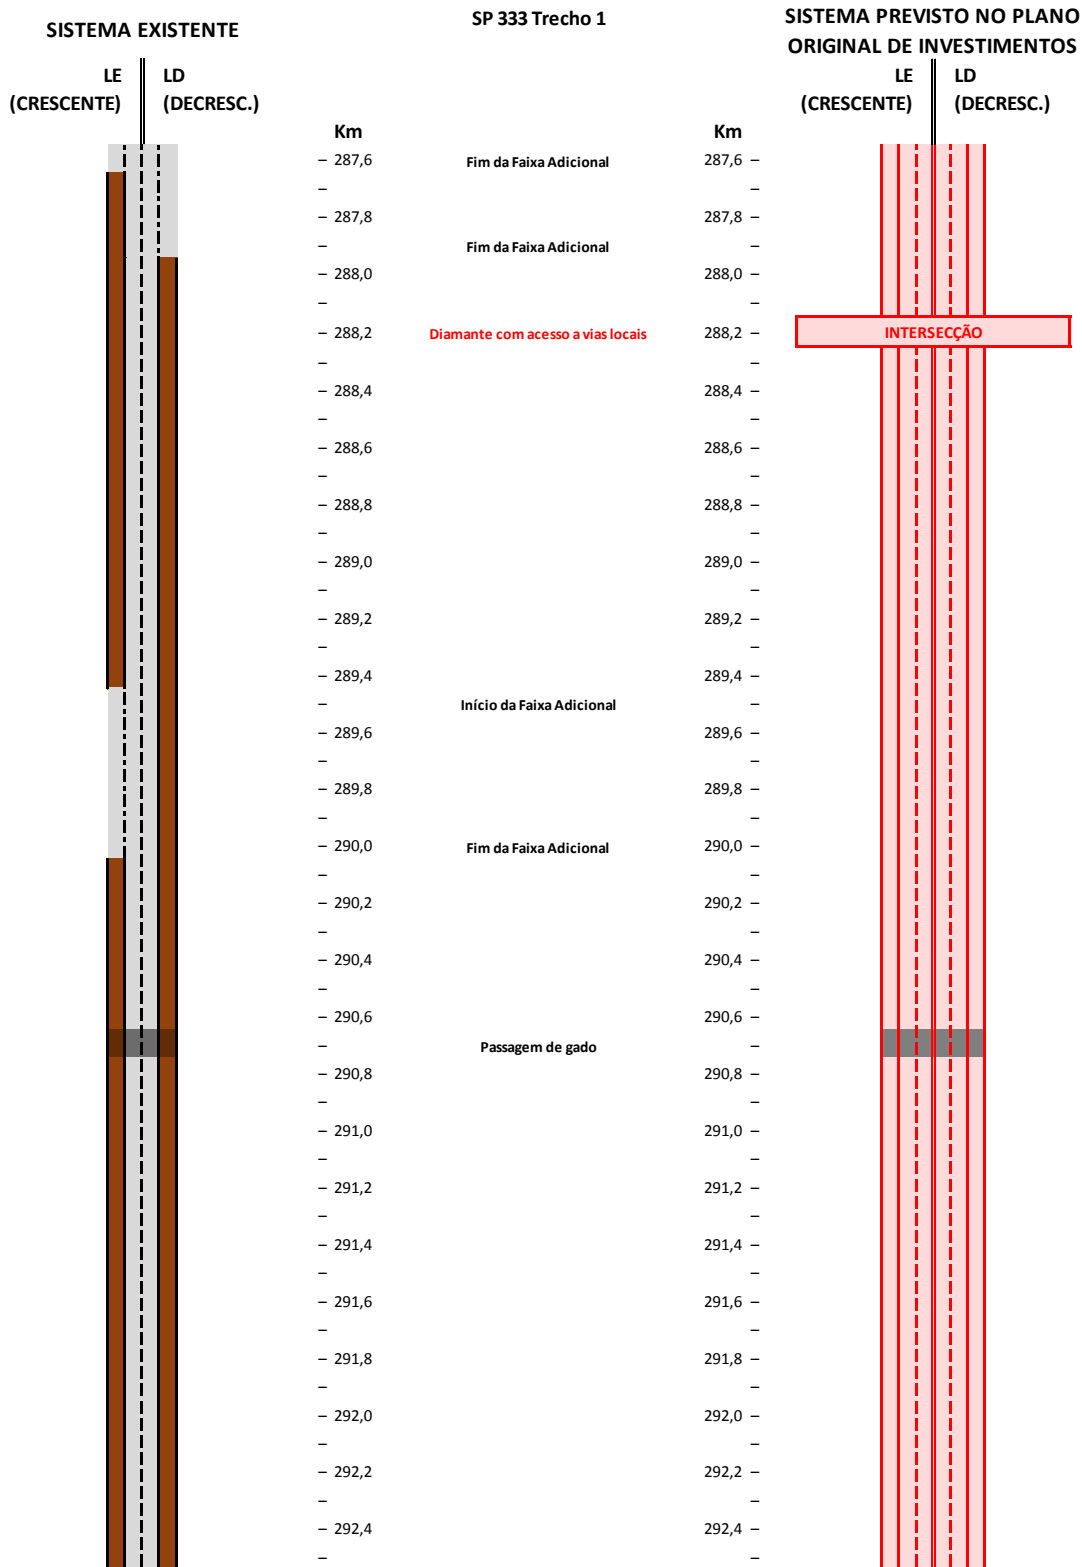 SISTEMA EXISTENTE
SP 333 Trecho 1
SISTEMA PREVISTO NO PLANO
ORIGINAL DE INVESTIMENTOS
LE LD
(CRESCENTE) (DECRESC.)
LE LD
(CRESCENTE) (DECRESC.)
Km Km
– 287,6 Fim da Faixa Adicional 287,6 –
– –
– 287,8 287,8 –
– Fim da Faixa Adicional –
– 288,0 288,0 –
– –
– 288,2 Diamante com acesso a vias locais 288,2 – INTERSECÇÃO
– –
– 288,4 288,4 –
– –
– 288,6 288,6 –
– –
– 288,8 288,8 –
– –
– 289,0 289,0 –
– –
– 289,2 289,2 –
– –
– 289,4 289,4 –
– Início da Faixa Adicional –
– 289,6 289,6 –
– –
– 289,8 289,8 –
– –
– 290,0 Fim da Faixa Adicional 290,0 –
– –
– 290,2 290,2 –
– –
– 290,4 290,4 –
– –
– 290,6 290,6 –
– Passagem de gado –
– 290,8 290,8 –
– –
– 291,0 291,0 –
– –
– 291,2 291,2 –
– –
– 291,4 291,4 –
– –
– 291,6 291,6 –
– –
– 291,8 291,8 –
– –
– 292,0 292,0 –
– –
– 292,2 292,2 –
– –
– 292,4 292,4 –
– –